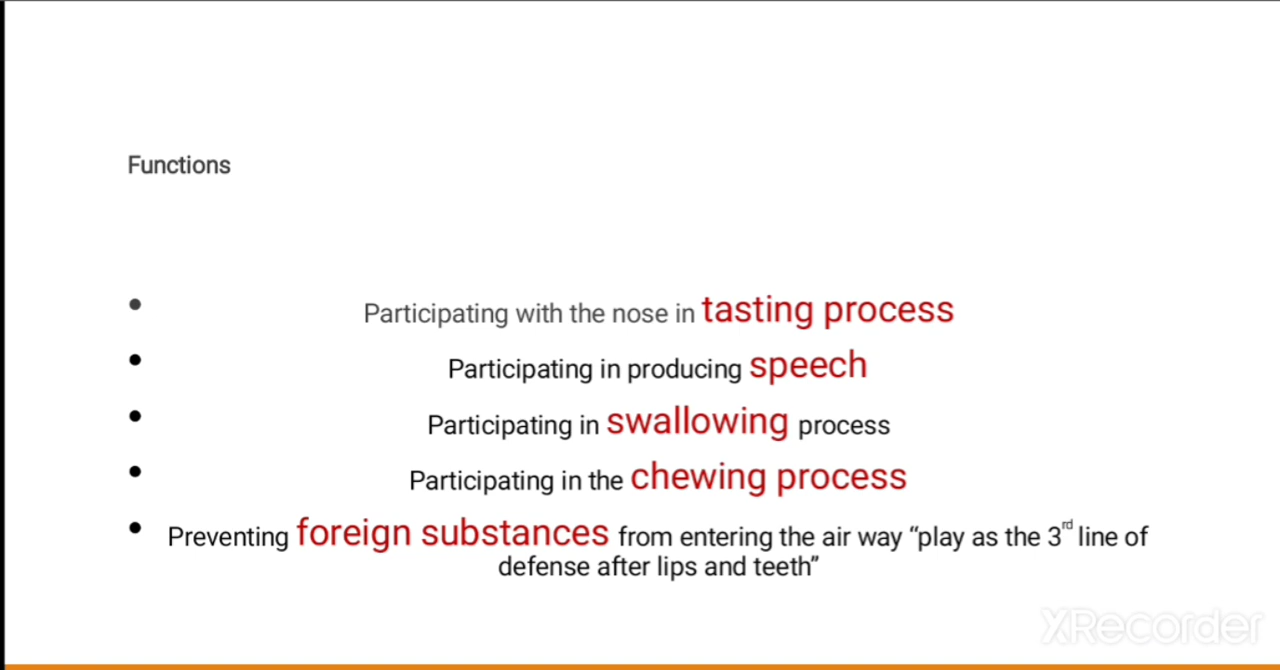 Functions
• Participating with the nose in tasting process
• Participating in producing speech
• Participating in swallowing process
• Participating in the chewing process
• Preventing foreign substances from entering the air way “play as the 3rd line of
defense after lips and teeth”
XRecorder